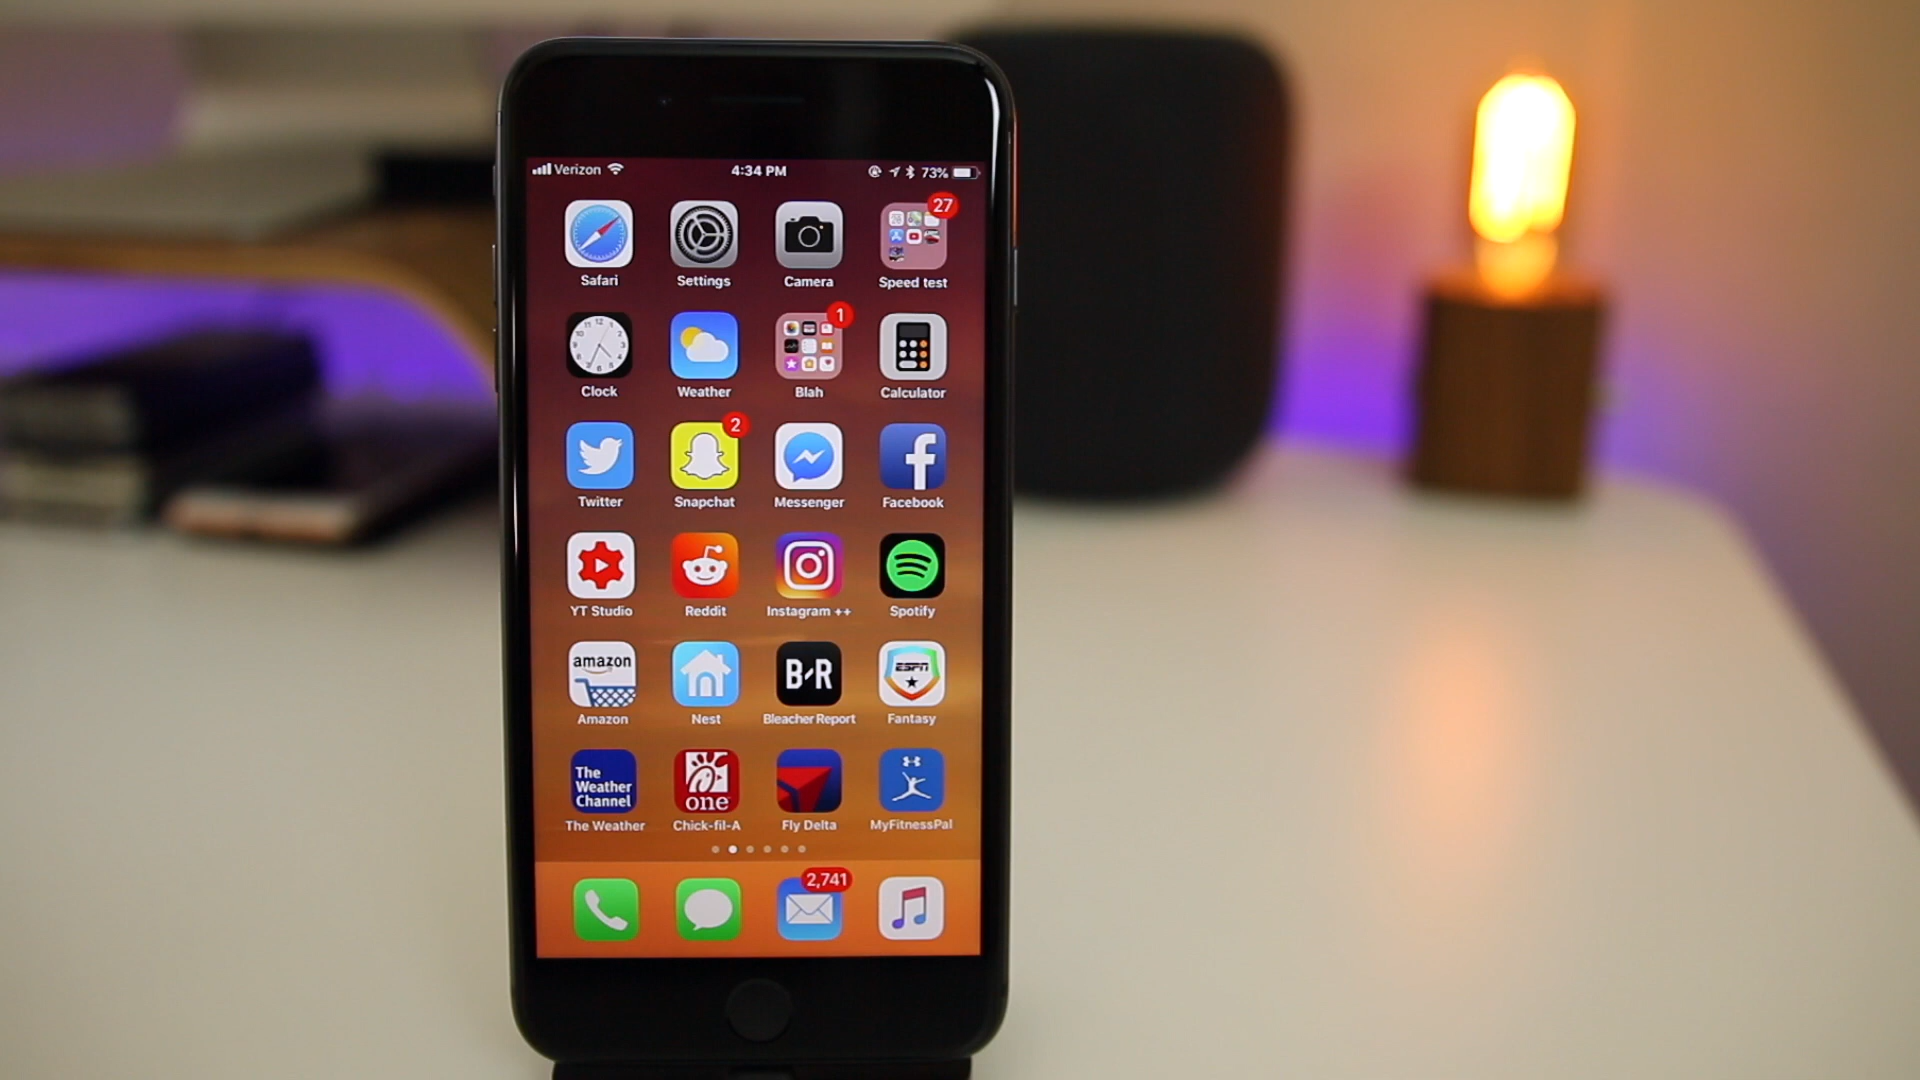 Verizon 4:34 PM 73%
27
Safari Settings Camera Speed test
1
Clock Weather Blah Calculator
2
Twitter Snapchat Messenger Facebook
YT Studio Reddit Instagram ++ Spotify
amazon B/R ESPN
Amazon Nest Bleacher Report Fantasy
The Weather Channel one
The Weather Chick-fil-A Fly Delta MyFitnessPal
2,741